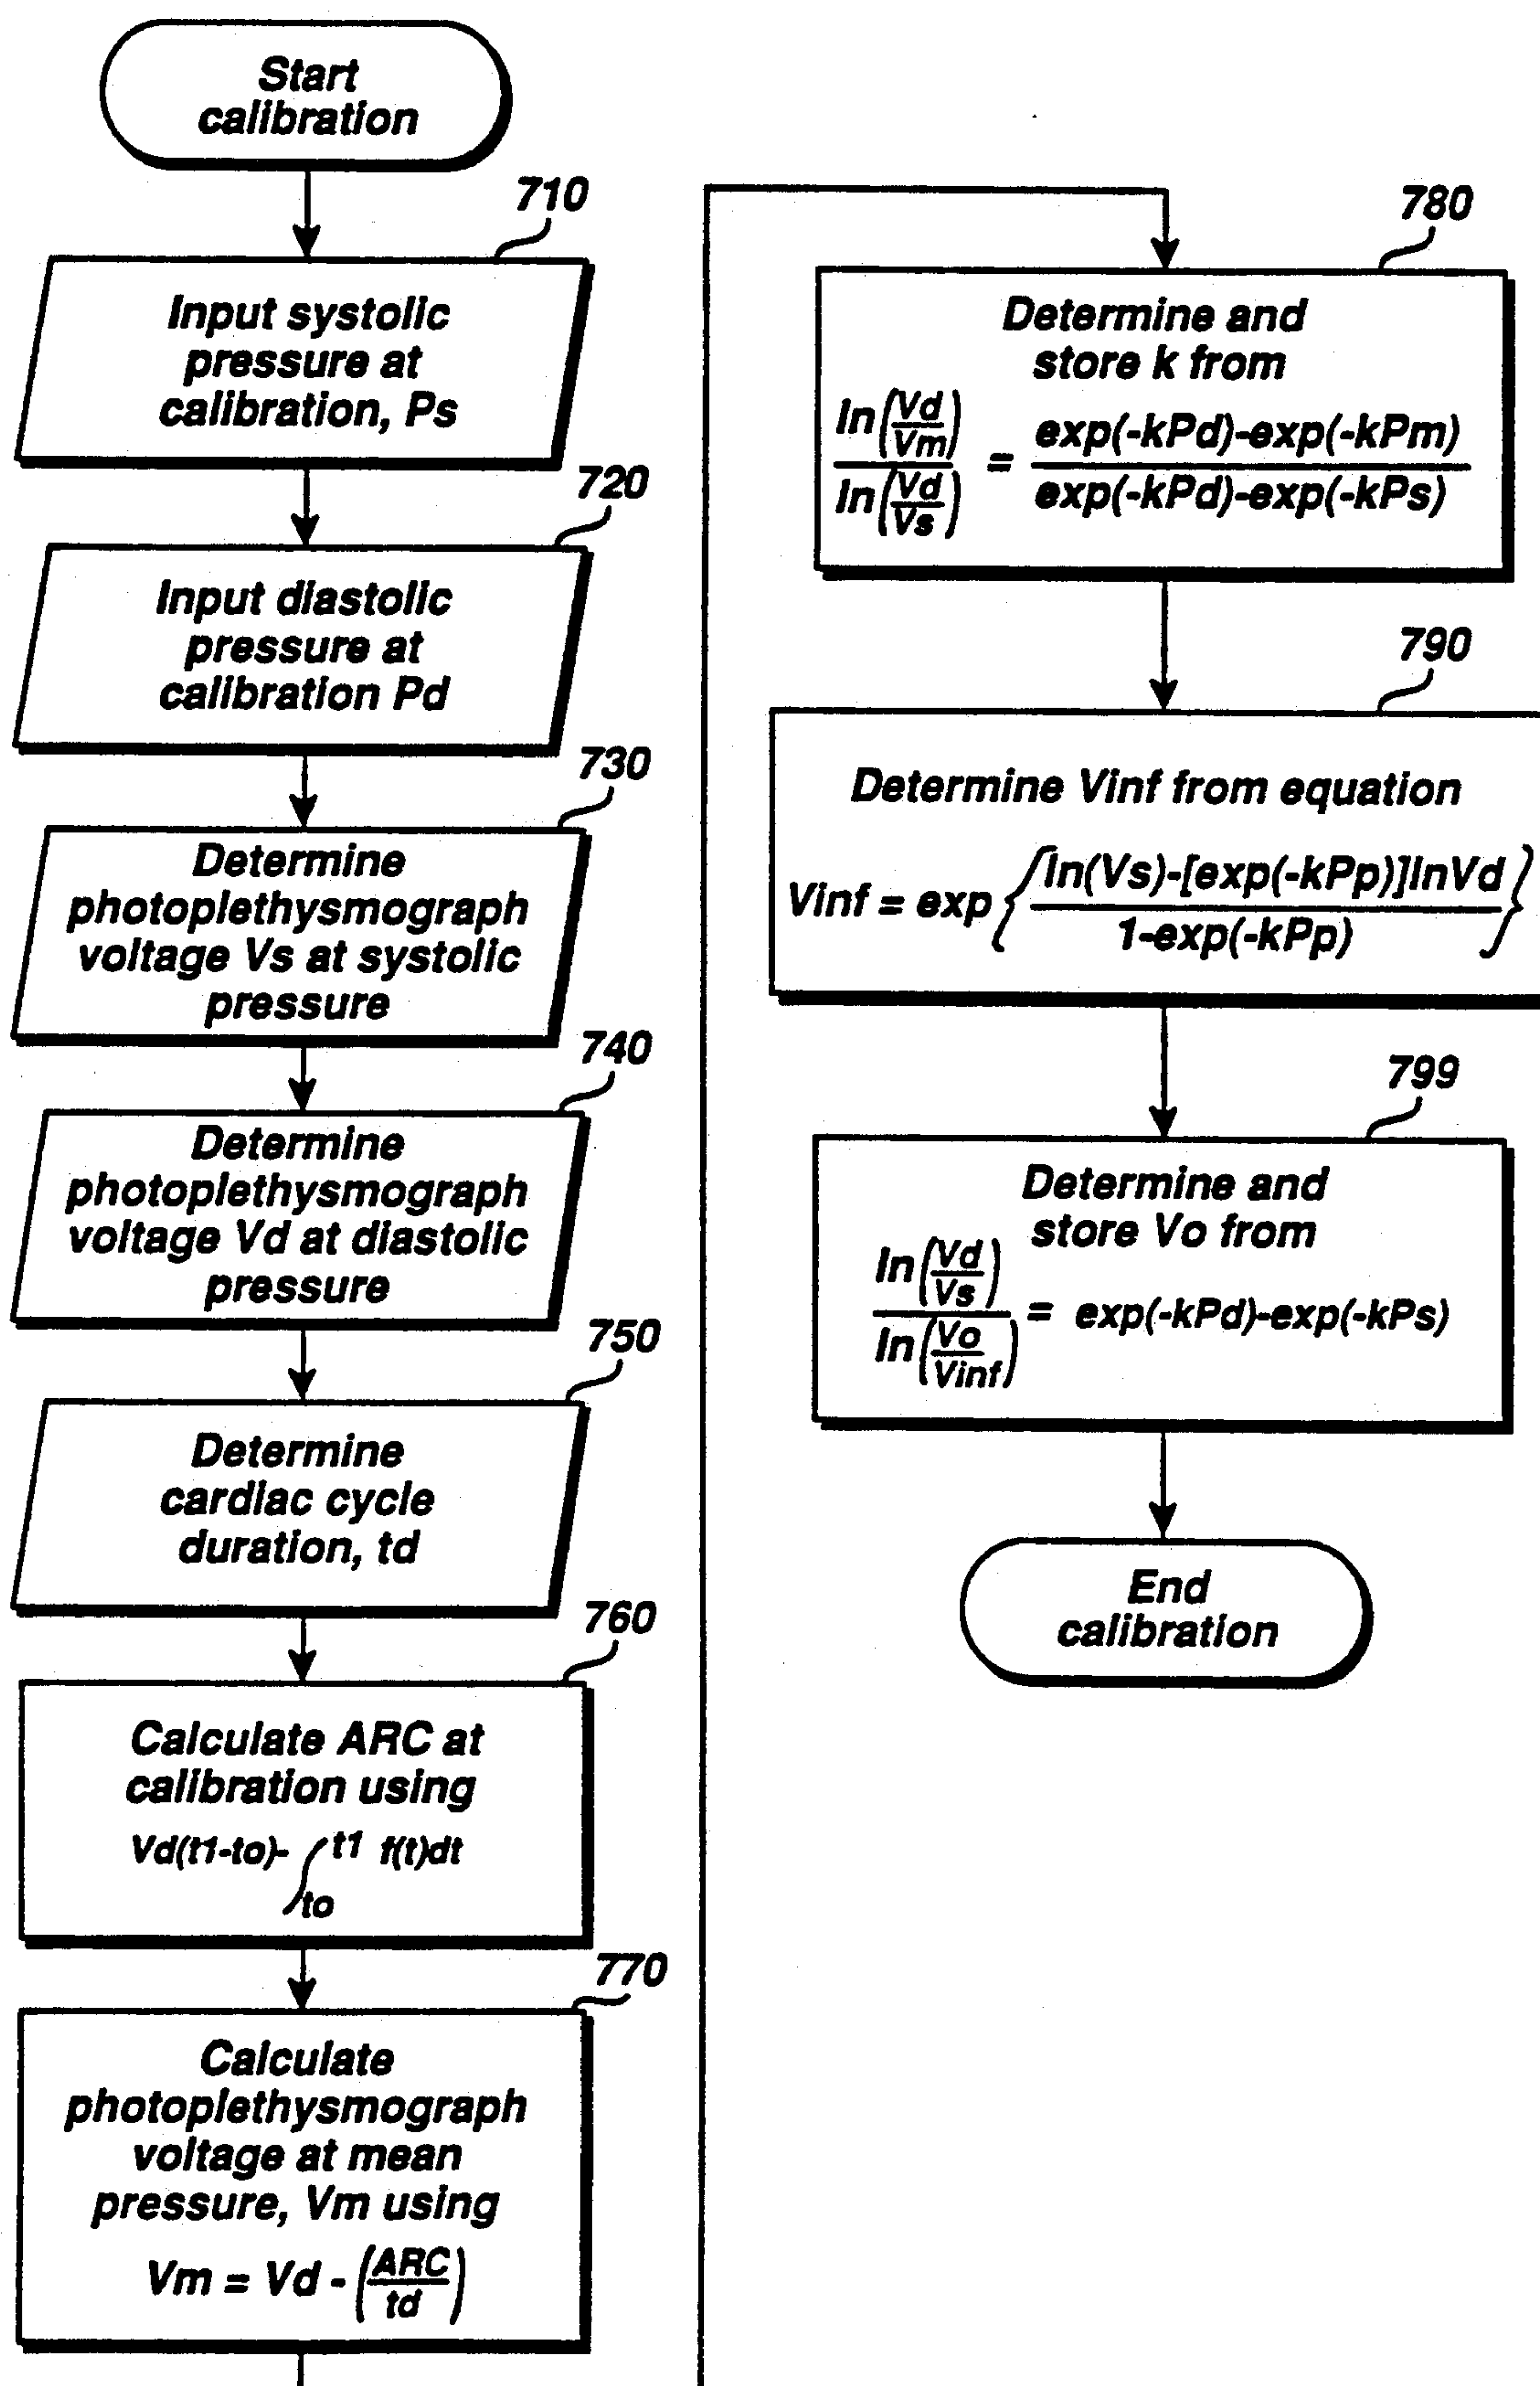 Start
calibration
710
Input systolic
pressure at
calibration, Ps
720
Input diastolic
pressure at
calibration Pd
730
Determine
photoplethysmograph
voltage Vs at systolic
pressure
740
Determine
photoplethysmograph
voltage Vd at diastolic
pressure
750
Determine
cardiac cycle
duration, td
760
Calculate ARC at
calibration using
Vd(t1-to)- ∫ t1 f(t)dt
to
770
Calculate
photoplethysmograph
voltage at mean
pressure, Vm using
Vm = Vd - (ARC/td)
780
Determine and
store k from
ln(Vd/Vm) / ln(Vd/Vs) = exp(-kPd)-exp(-kPm) / exp(-kPd)-exp(-kPs)
790
Determine Vinf from equation
Vinf = exp { ln(Vs)-[exp(-kPp)]lnVd / 1-exp(-kPp) }
799
Determine and
store Vo from
ln(Vd/Vs) / ln(Vo/Vinf) = exp(-kPd)-exp(-kPs)
End
calibration